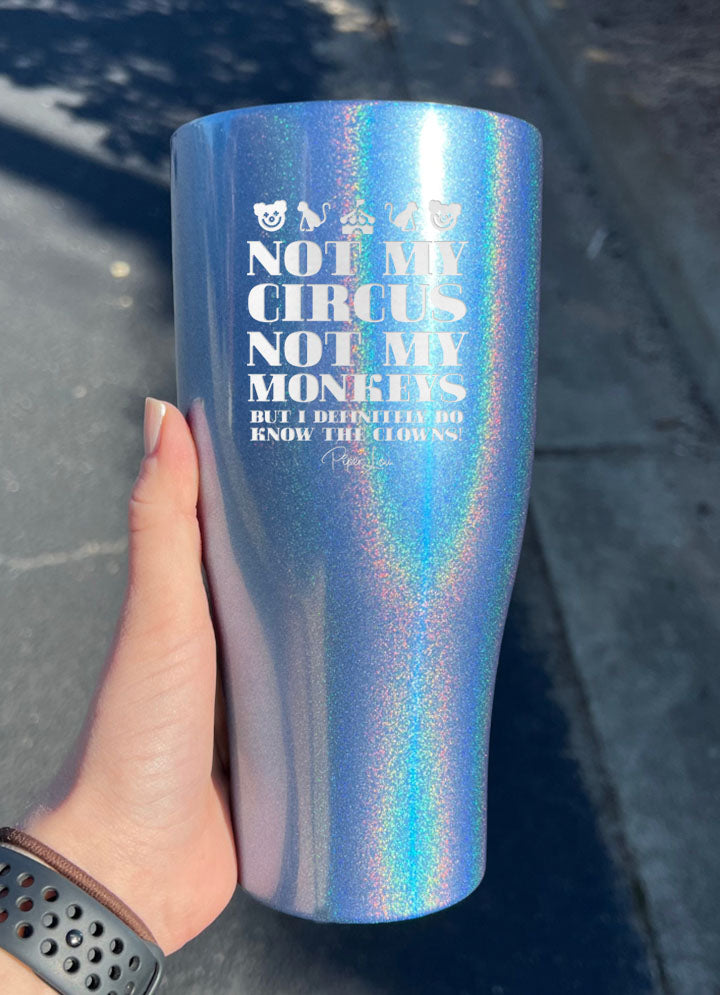 NOT MY
CIRCUS
NOT MY
MONKEYS
BUT I DEFINITELY DO
KNOW THE CLOWNS!
Piper Lou